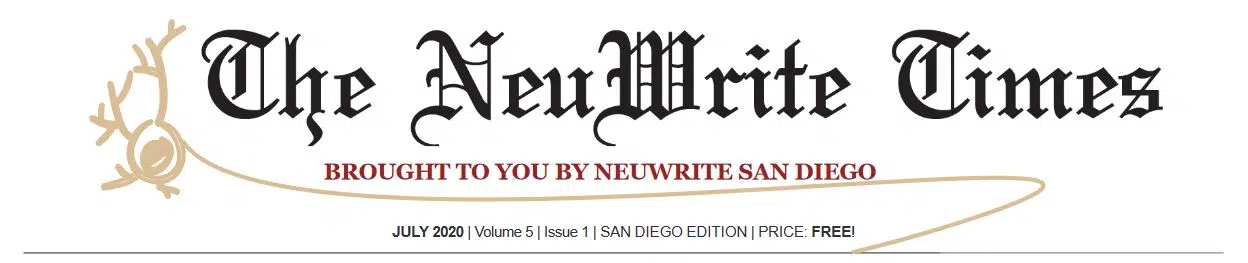 The NeuWrite Times
BROUGHT TO YOU BY NEUWRITE SAN DIEGO
JULY 2020 | Volume 5 | Issue 1 | SAN DIEGO EDITION | PRICE: FREE!